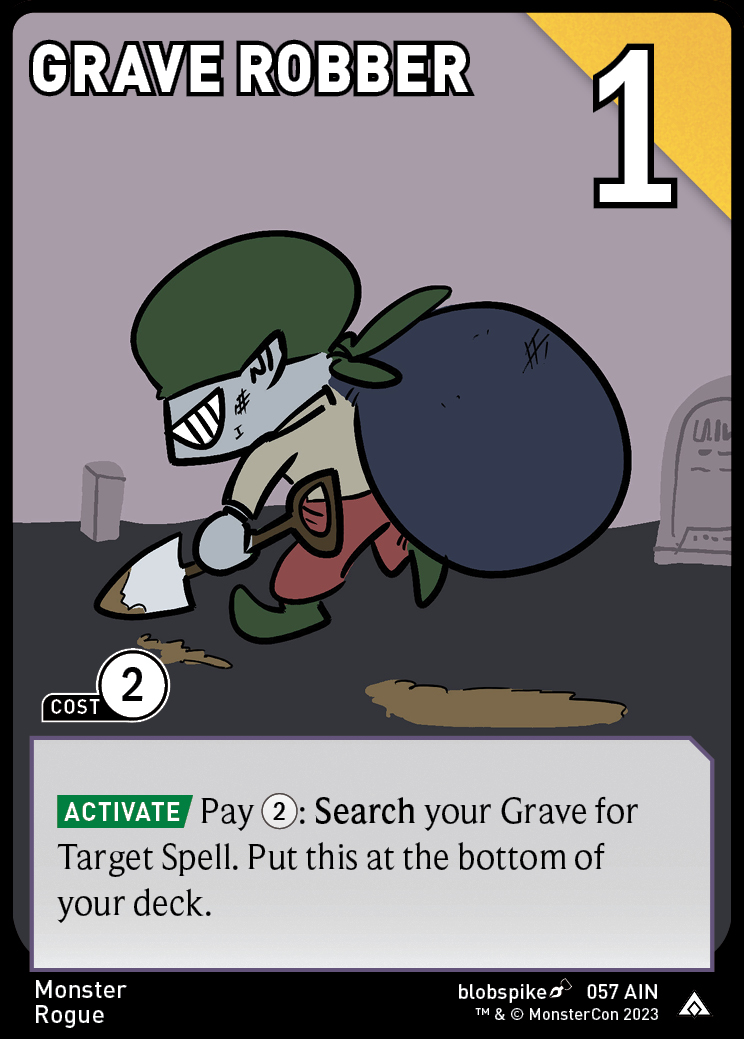 GRAVE ROBBER
1
COST 2
ACTIVATE Pay 2: Search your Grave for
Target Spell. Put this at the bottom of
your deck.
Monster
Rogue
blobspike 057 AIN
™ & © MonsterCon 2023